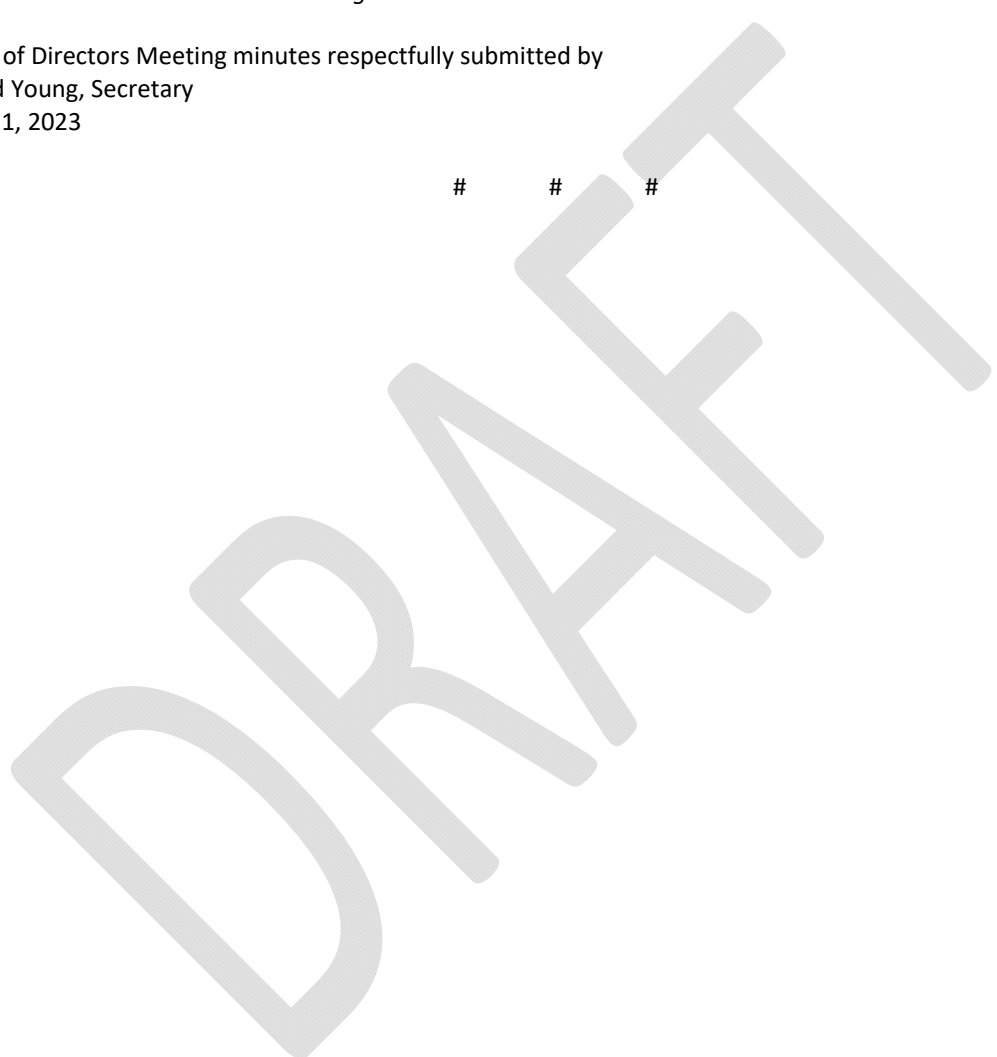 of Directors Meeting minutes respectfully submitted by
Young, Secretary
1, 2023
# # #
DRAFT